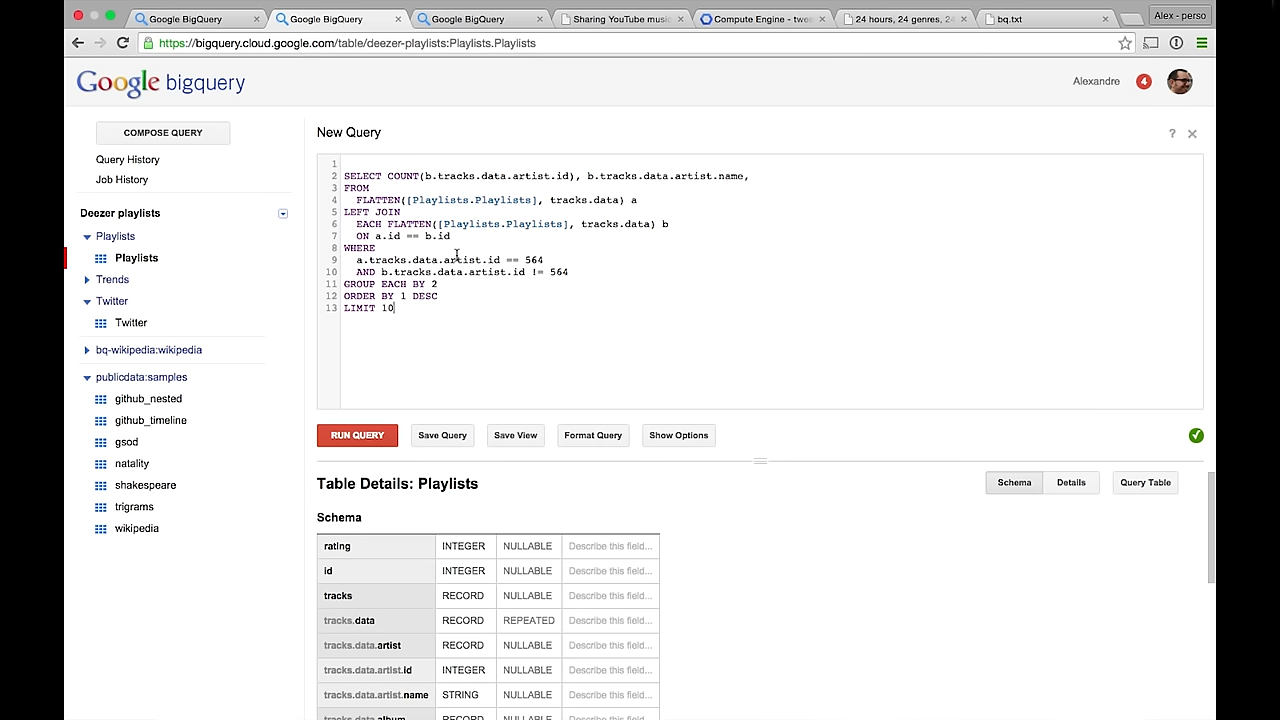 Google BigQuery
Google BigQuery
Google BigQuery
Sharing YouTube musi
Compute Engine - twe
24 hours, 24 genres, 24
bq.txt
Alex - perso
https://bigquery.cloud.google.com/table/deezer-playlists:Playlists.Playlists
Google bigquery
Alexandre
4
COMPOSE QUERY
Query History
Job History
Deezer playlists
Playlists
Playlists
Trends
Twitter
Twitter
bq-wikipedia:wikipedia
publicdata:samples
github_nested
github_timeline
gsod
natality
shakespeare
trigrams
wikipedia
New Query
?
1
2 SELECT COUNT(b.tracks.data.artist.id), b.tracks.data.artist.name,
3 FROM
4 FLATTEN([Playlists.Playlists], tracks.data) a
5 LEFT JOIN
6 EACH FLATTEN([Playlists.Playlists], tracks.data) b
7 ON a.id == b.id
8 WHERE
9 a.tracks.data.artist.id == 564
10 AND b.tracks.data.artist.id != 564
11 GROUP EACH BY 2
12 ORDER BY 1 DESC
13 LIMIT 10
RUN QUERY
Save Query
Save View
Format Query
Show Options
Table Details: Playlists
Schema
Details
Query Table
Schema
rating INTEGER NULLABLE Describe this field...
id INTEGER NULLABLE Describe this field...
tracks RECORD NULLABLE Describe this field...
tracks.data RECORD REPEATED Describe this field...
tracks.data.artist RECORD NULLABLE Describe this field...
tracks.data.artist.id INTEGER NULLABLE Describe this field...
tracks.data.artist.name STRING NULLABLE Describe this field...
tracks.data.album RECORD NULLABLE Describe this field...